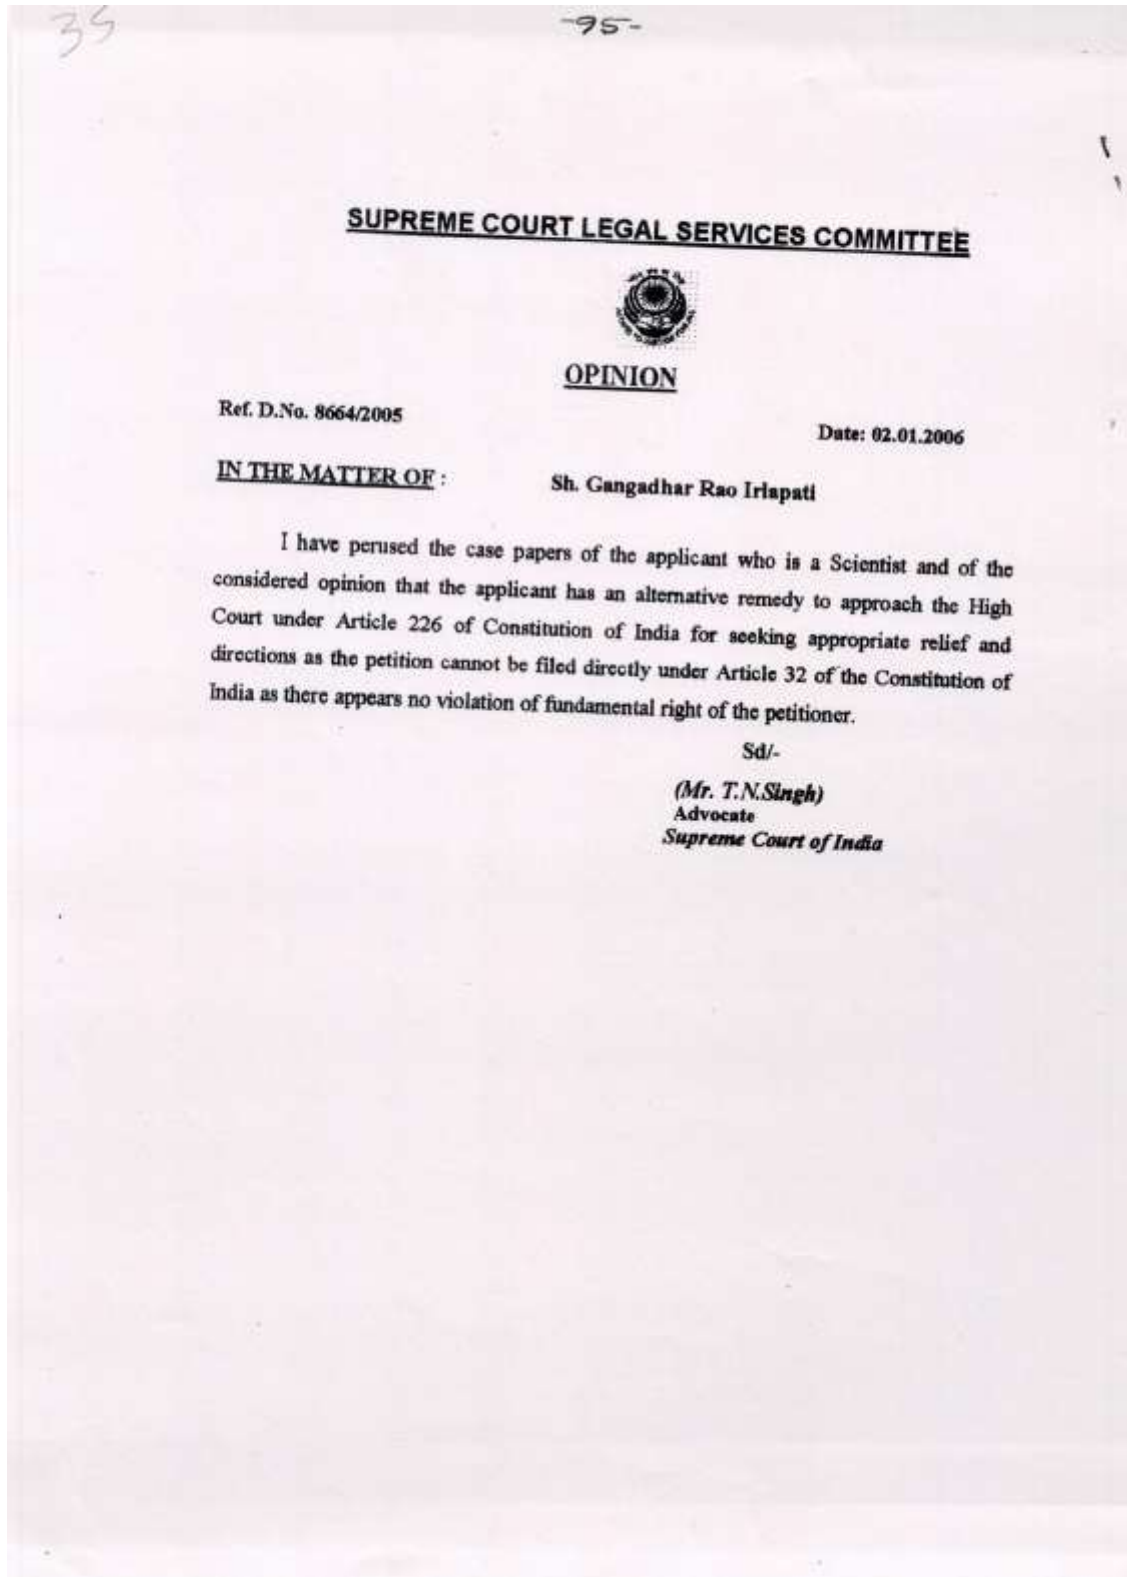 35
-95-
SUPREME COURT LEGAL SERVICES COMMITTEE
OPINION
Ref. D.No. 8664/2005
Date: 02.01.2006
IN THE MATTER OF :
Sh. Gangadhar Rao Irlapati
I have perused the case papers of the applicant who is a Scientist and of the
considered opinion that the applicant has an alternative remedy to approach the High
Court under Article 226 of Constitution of India for seeking appropriate relief and
directions as the petition cannot be filed directly under Article 32 of the Constitution of
India as there appears no violation of fundamental right of the petitioner.
Sd/-
(Mr. T.N.Singh)
Advocate
Supreme Court of India